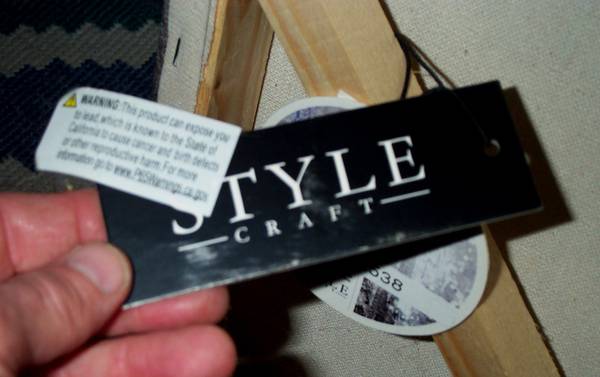 WARNING: This product can expose you
to lead, which is known to the State of
California to cause cancer and birth defects
or other reproductive harm. For more
information go to www.P65Warnings.ca.gov
STYLE
CRAFT
538